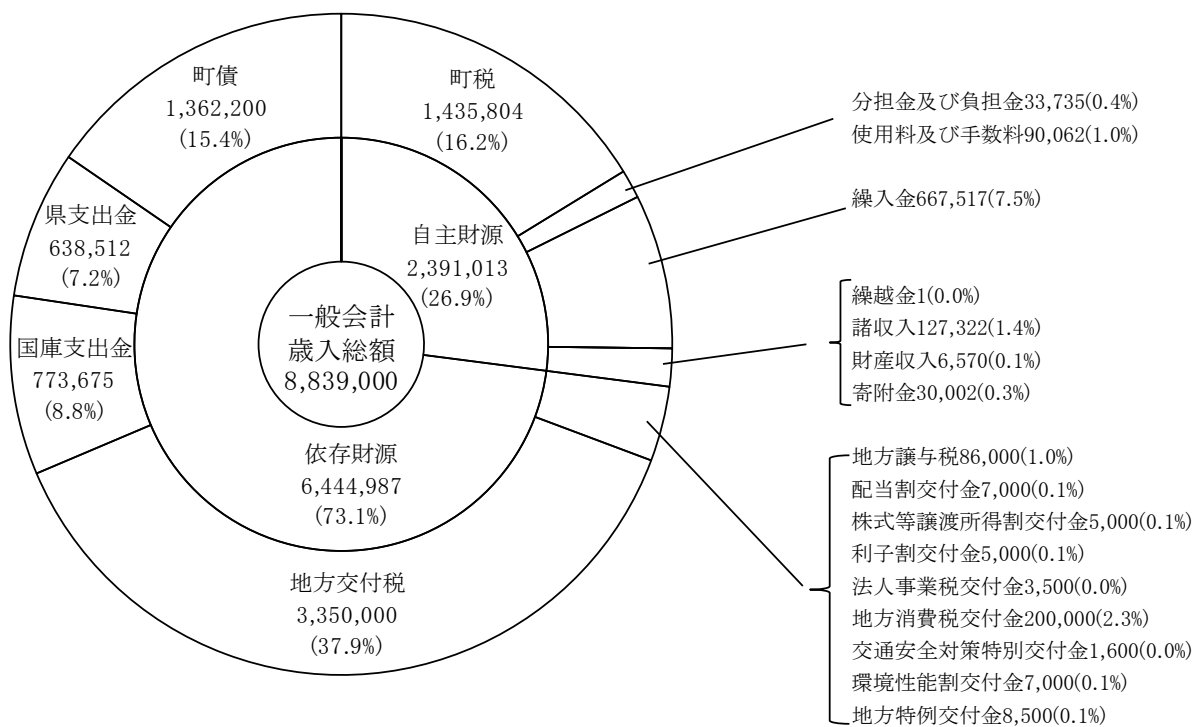 町債
1,362,200
(15.4%)
町税
1,435,804
(16.2%)
分担金及び負担金33,735(0.4%)
使用料及び手数料90,062(1.0%)
繰入金667,517(7.5%)
県支出金
638,512
(7.2%)
自主財源
2,391,013
(26.9%)
繰越金1(0.0%)
諸収入127,322(1.4%)
財産収入6,570(0.1%)
寄附金30,002(0.3%)
一般会計
歳入総額
8,839,000
国庫支出金
773,675
(8.8%)
依存財源
6,444,987
(73.1%)
地方交付税
3,350,000
(37.9%)
地方譲与税86,000(1.0%)
配当割交付金7,000(0.1%)
株式等譲渡所得割交付金5,000(0.1%)
利子割交付金5,000(0.1%)
法人事業税交付金3,500(0.0%)
地方消費税交付金200,000(2.3%)
交通安全対策特別交付金1,600(0.0%)
環境性能割交付金7,000(0.1%)
地方特例交付金8,500(0.1%)